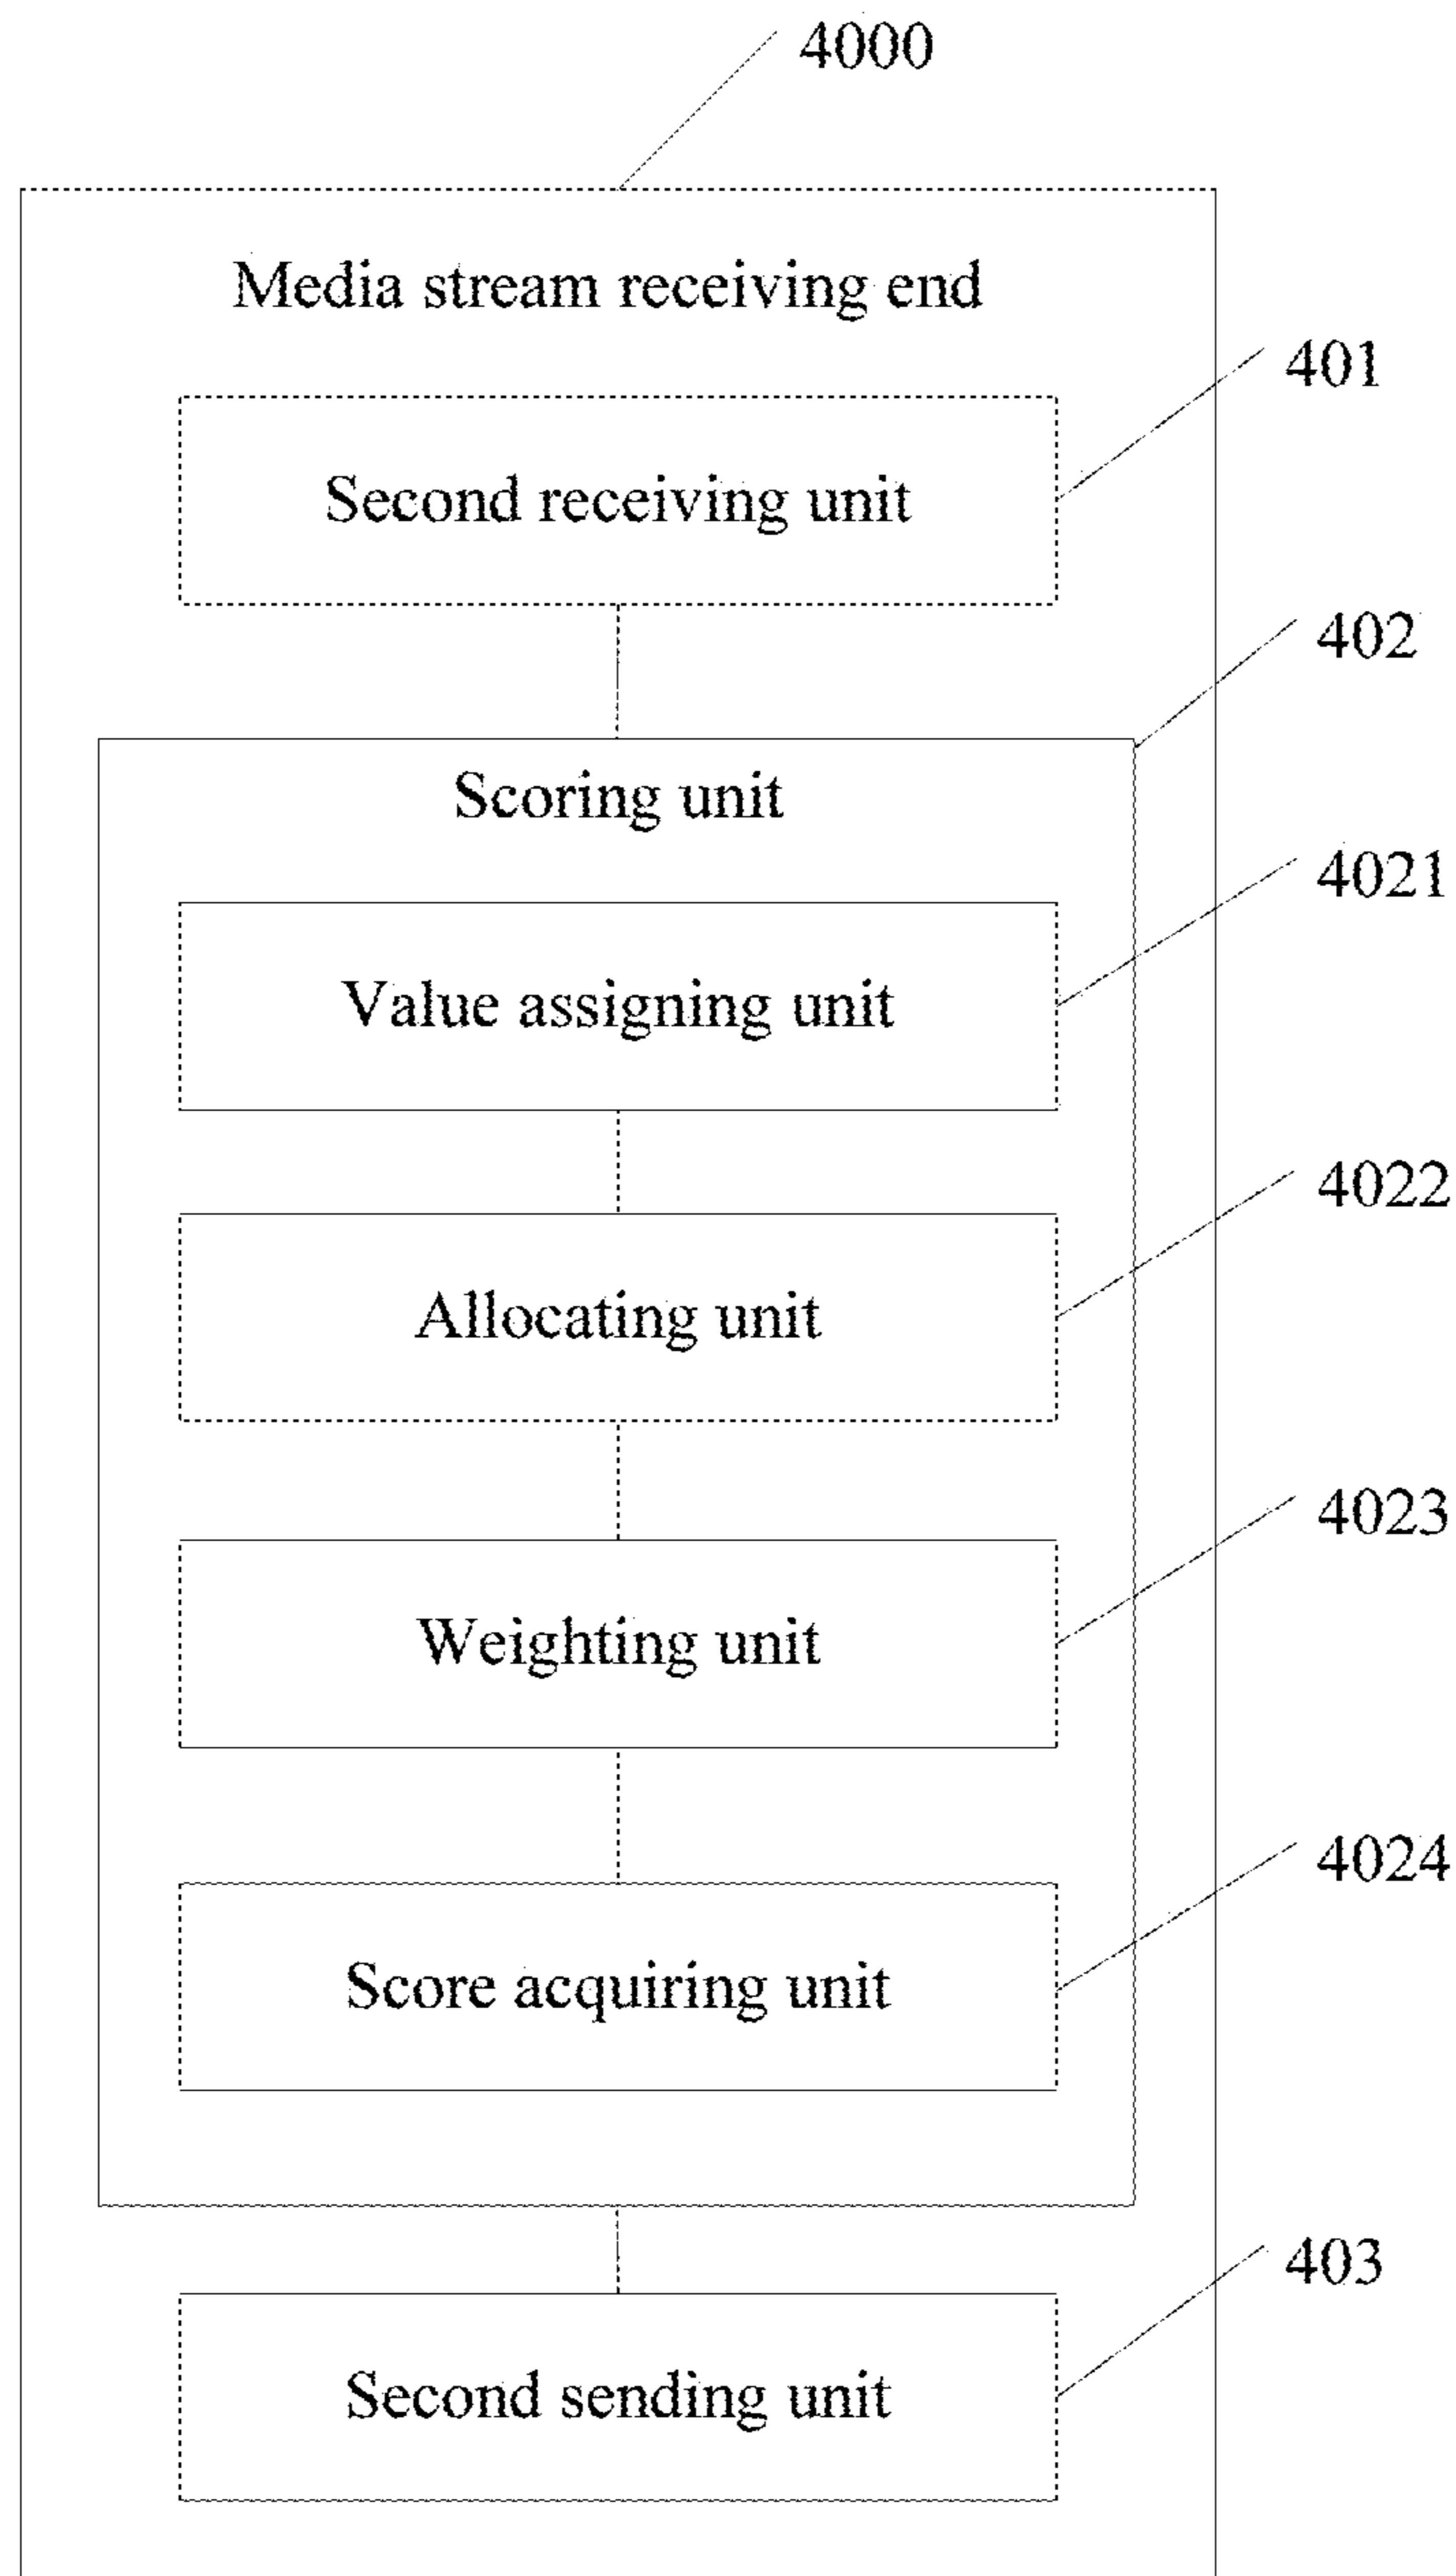 4000
Media stream receiving end
401
Second receiving unit
402
Scoring unit
4021
Value assigning unit
4022
Allocating unit
4023
Weighting unit
4024
Score acquiring unit
403
Second sending unit